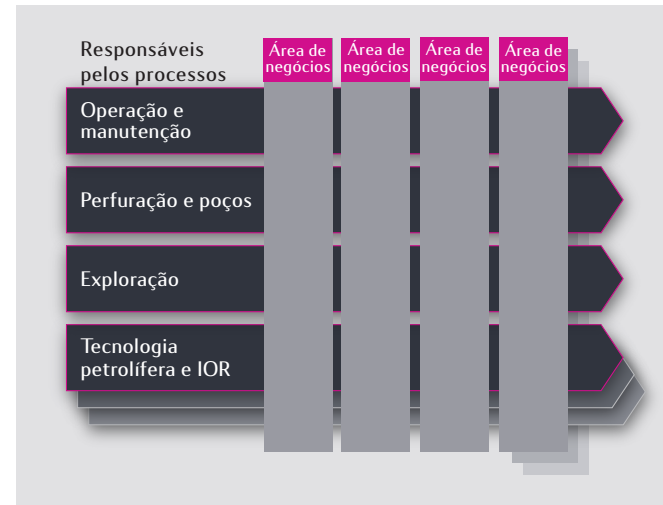 Responsáveis
pelos processos
Área de
negócios
Área de
negócios
Área de
negócios
Área de
negócios
Operação e
manutenção
Perfuração e poços
Exploração
Tecnologia
petrolífera e IOR